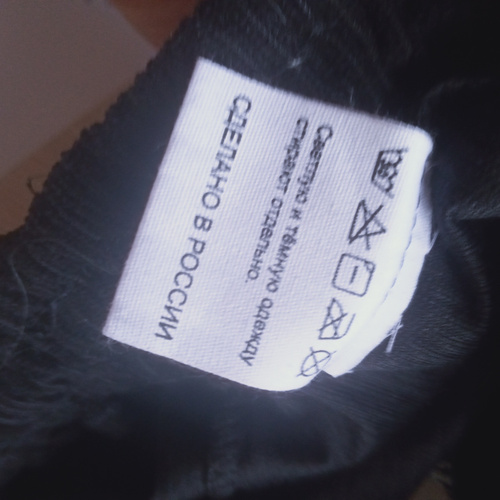 Светлую и тёмную одежду
стирают отдельно.
СДЕЛАНО В РОССИИ